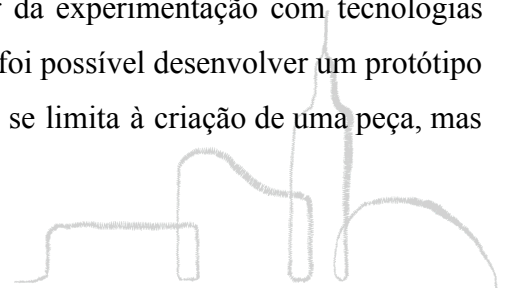 da experimentação com tecnologias
foi possível desenvolver um protótipo
se limita à criação de uma peça, mas